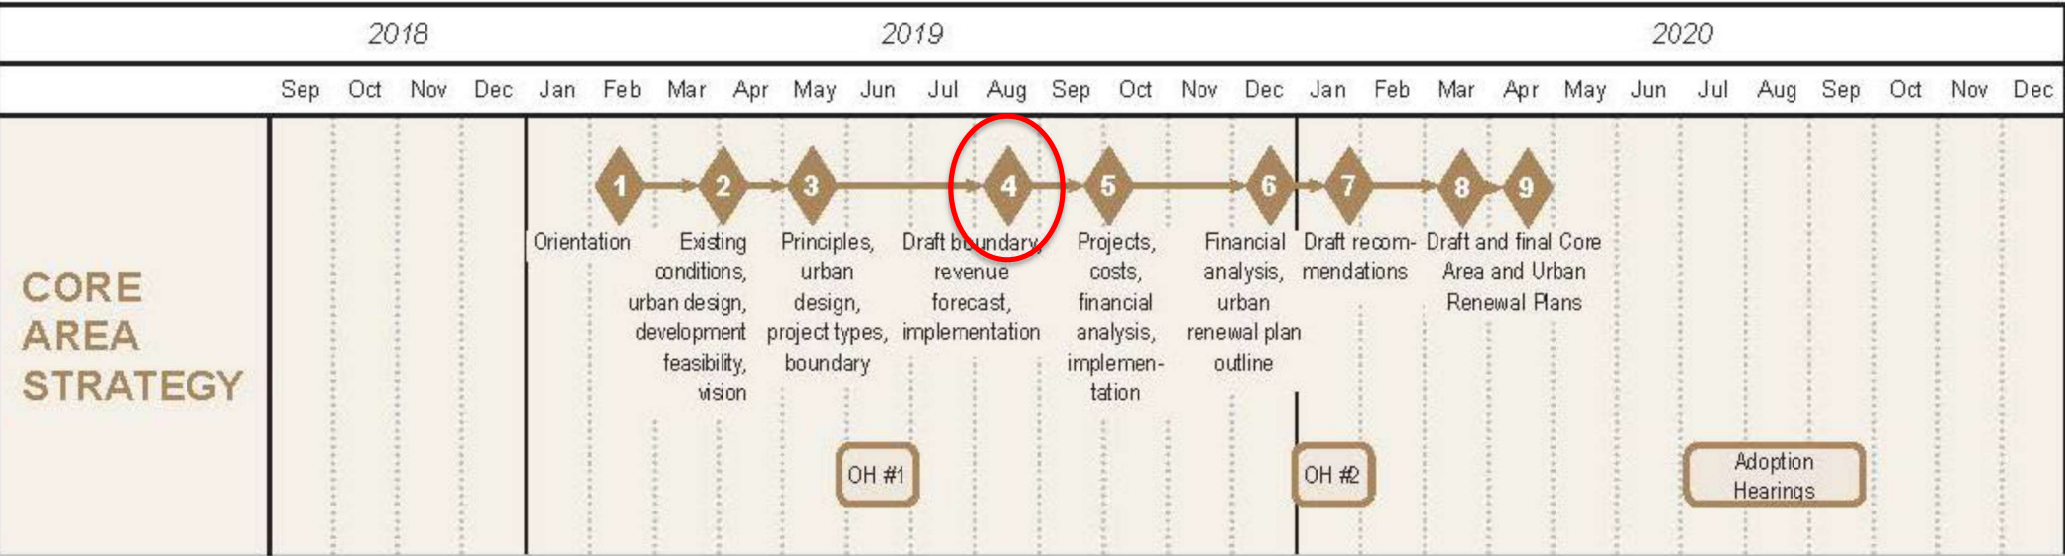 2018 2019 2020
Sep Oct Nov Dec Jan Feb Mar Apr May Jun Jul Aug Sep Oct Nov Dec Jan Feb Mar Apr May Jun Jul Aug Sep Oct Nov Dec
CORE
AREA
STRATEGY
1 2 3 4 5 6 7 8 9
Orientation
Existing
conditions,
urban design,
development
feasibility,
vision
Principles,
urban
design,
project types,
boundary
Draft boundary,
revenue
forecast,
implementation
Projects,
costs,
financial
analysis,
implemen-
tation
Financial
analysis,
urban
renewal plan
outline
Draft recom-
mendations
Draft and final Core
Area and Urban
Renewal Plans
OH #1
OH #2
Adoption
Hearings